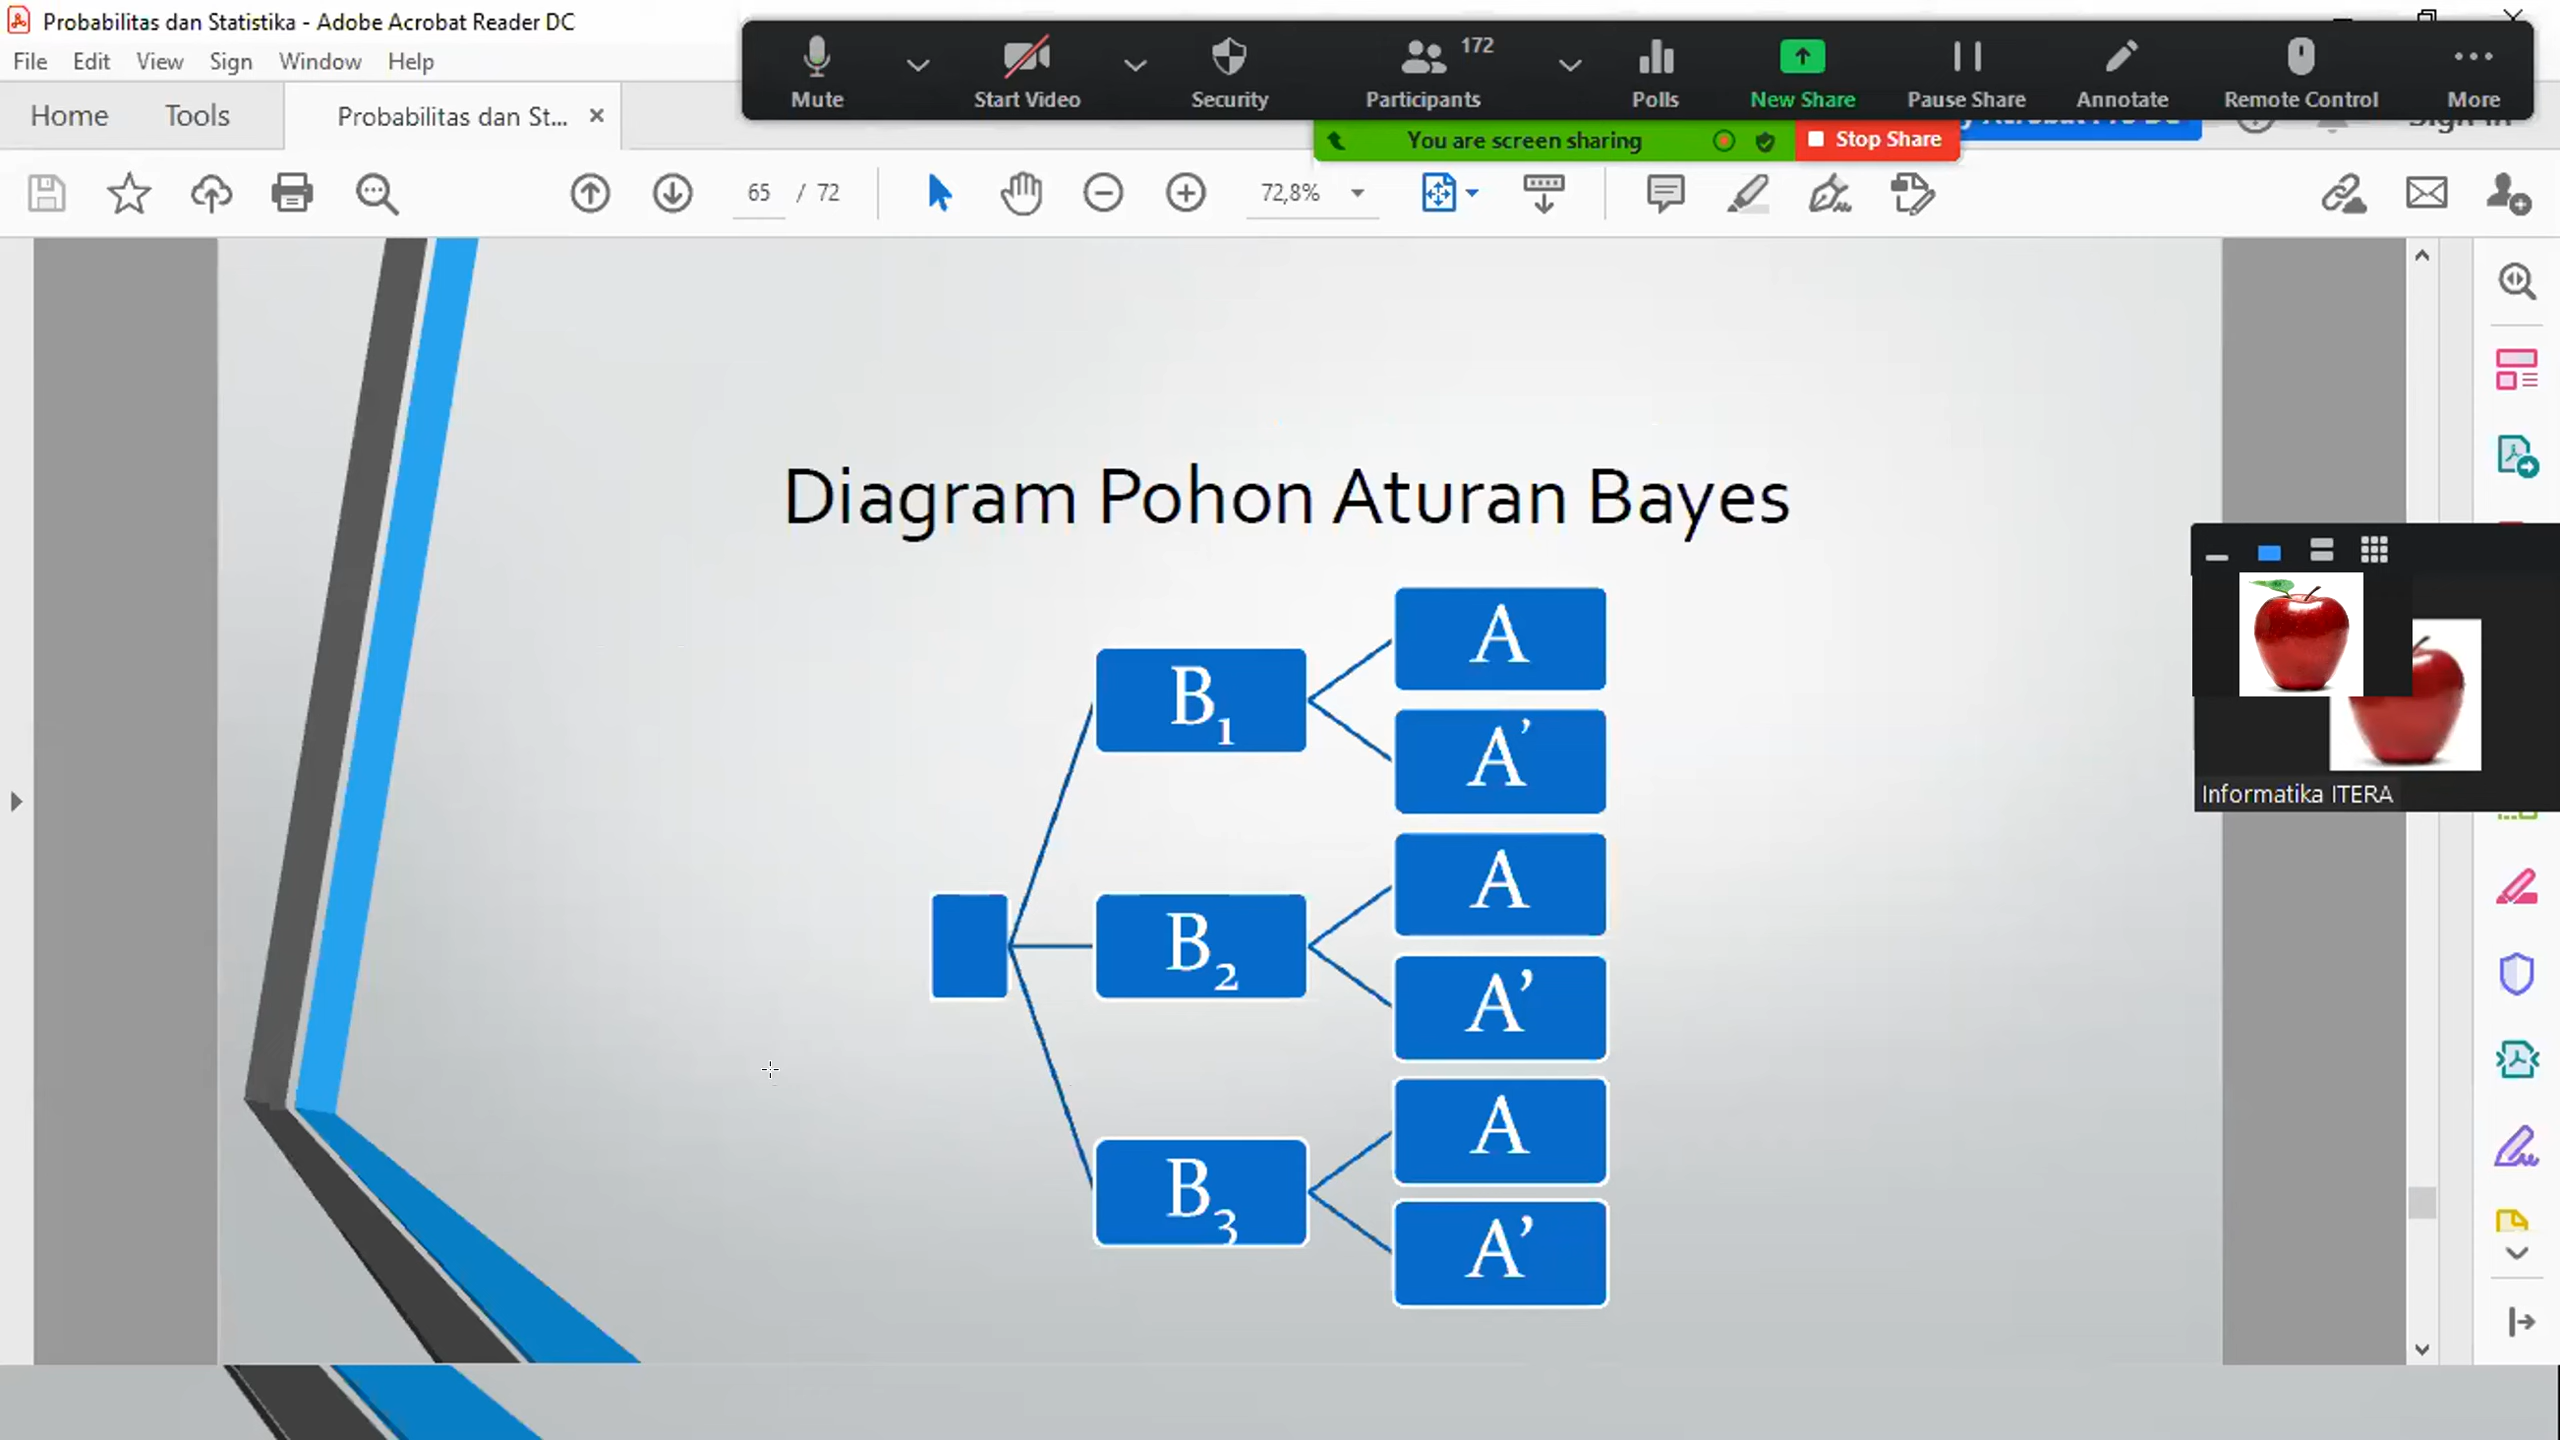 Probabilitas dan Statistika - Adobe Acrobat Reader DC
File Edit View Sign Window Help
172
Mute Start Video Security Participants Polls New Share Pause Share Annotate Remote Control More
Home Tools Probabilitas dan St...
You are screen sharing Stop Share
65 / 72 72,8%
Diagram Pohon Aturan Bayes
A
B1
A’
A
B2
A’
A
B3
A’
Informatika ITERA